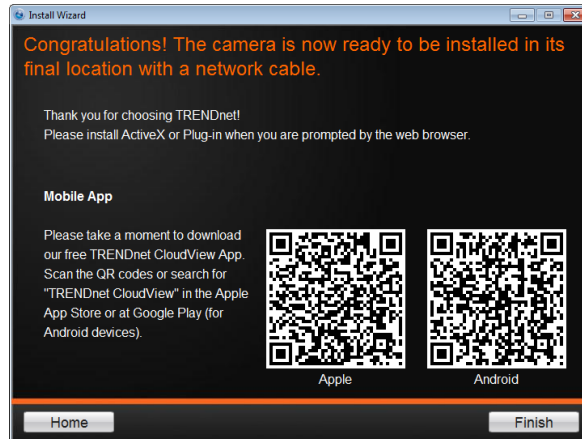 Install Wizard
Congratulations! The camera is now ready to be installed in its
final location with a network cable.
Thank you for choosing TRENDnet!
Please install ActiveX or Plug-in when you are prompted by the web browser.
Mobile App
Please take a moment to download
our free TRENDnet CloudView App.
Scan the QR codes or search for
"TRENDnet CloudView" in the Apple
App Store or at Google Play (for
Android devices).
Apple
Android
Home
Finish